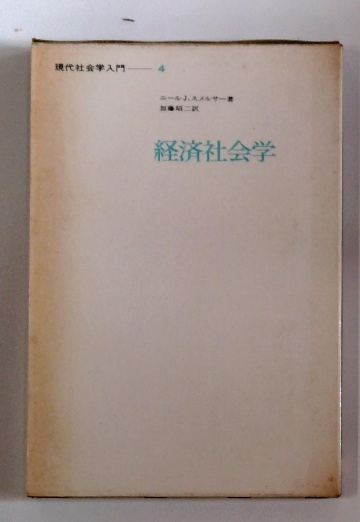 現代社会学入門——4
ニールJ.スメルサー著
加藤昭二訳
経済社会学